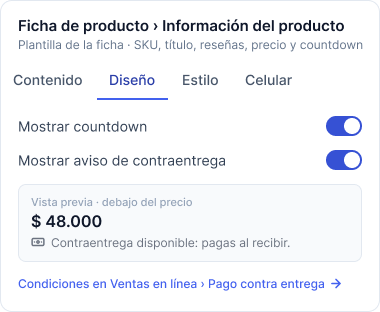 Ficha de producto › Información del producto
Plantilla de la ficha · SKU, título, reseñas, precio y countdown
Contenido Diseño Estilo Celular
Mostrar countdown
Mostrar aviso de contraentrega
Vista previa · debajo del precio
$ 48.000
Contraentrega disponible: pagas al recibir.
Condiciones en Ventas en línea › Pago contra entrega →